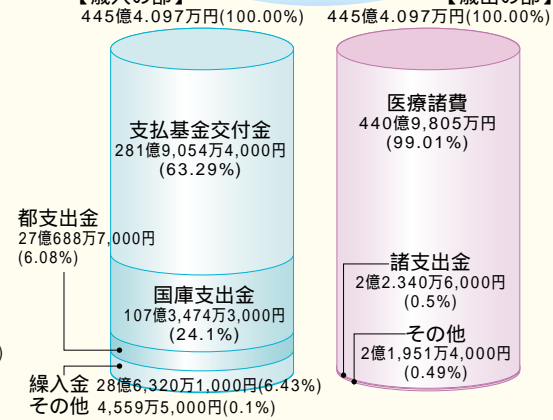 【歳入の部】
445億4.097万円(100.00%)
支払基金交付金
281億9,054万4,000円
(63.29%)
都支出金
27億688万7,000円
(6.08%)
国庫支出金
107億3,474万3,000円
(24.1%)
繰入金 28億6,320万1,000円(6.43%)
その他 4,559万5,000円(0.1%)
【歳出の部】
445億4.097万円(100.00%)
医療諸費
440億9,805万円
(99.01%)
諸支出金
2億2.340万6,000円
(0.5%)
その他
2億1,951万4,000円
(0.49%)
)